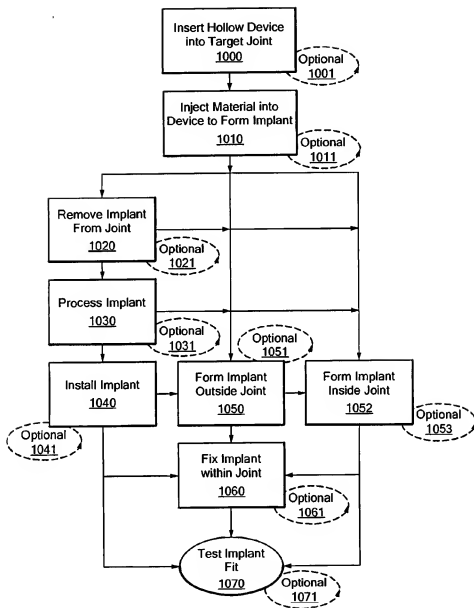 Insert Hollow Device
into Target Joint
1000
Optional
1001
Inject Material into
Device to Form Implant
1010
Optional
1011
Remove Implant
From Joint
1020
Optional
1021
Process Implant
1030
Optional
1031
Optional
1051
Install Implant
1040
Optional
1041
Form Implant
Outside Joint
1050
Form Implant
Inside Joint
1052
Optional
1053
Fix Implant
within Joint
1060
Optional
1061
Test Implant
Fit
1070
Optional
1071